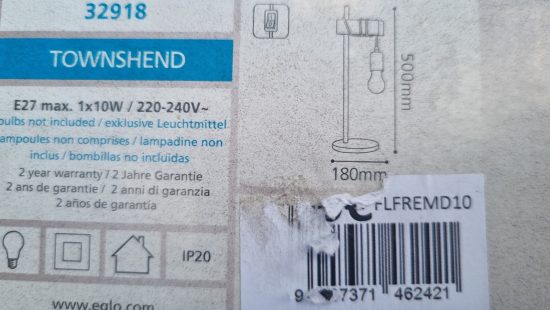 32918
TOWNSHEND
E27 max. 1x10W / 220-240V~
bulbs not included / exklusive Leuchtmittel
ampoules non comprises / lampadine non
inclus / bombillas no incluidas
2 year warranty / 2 Jahre Garantie
2 ans de garantie / 2 anni di garanzia
2 años de garantía
IP20
www.eglo.com
500mm
180mm
FLFREMD10
9 7371 462421